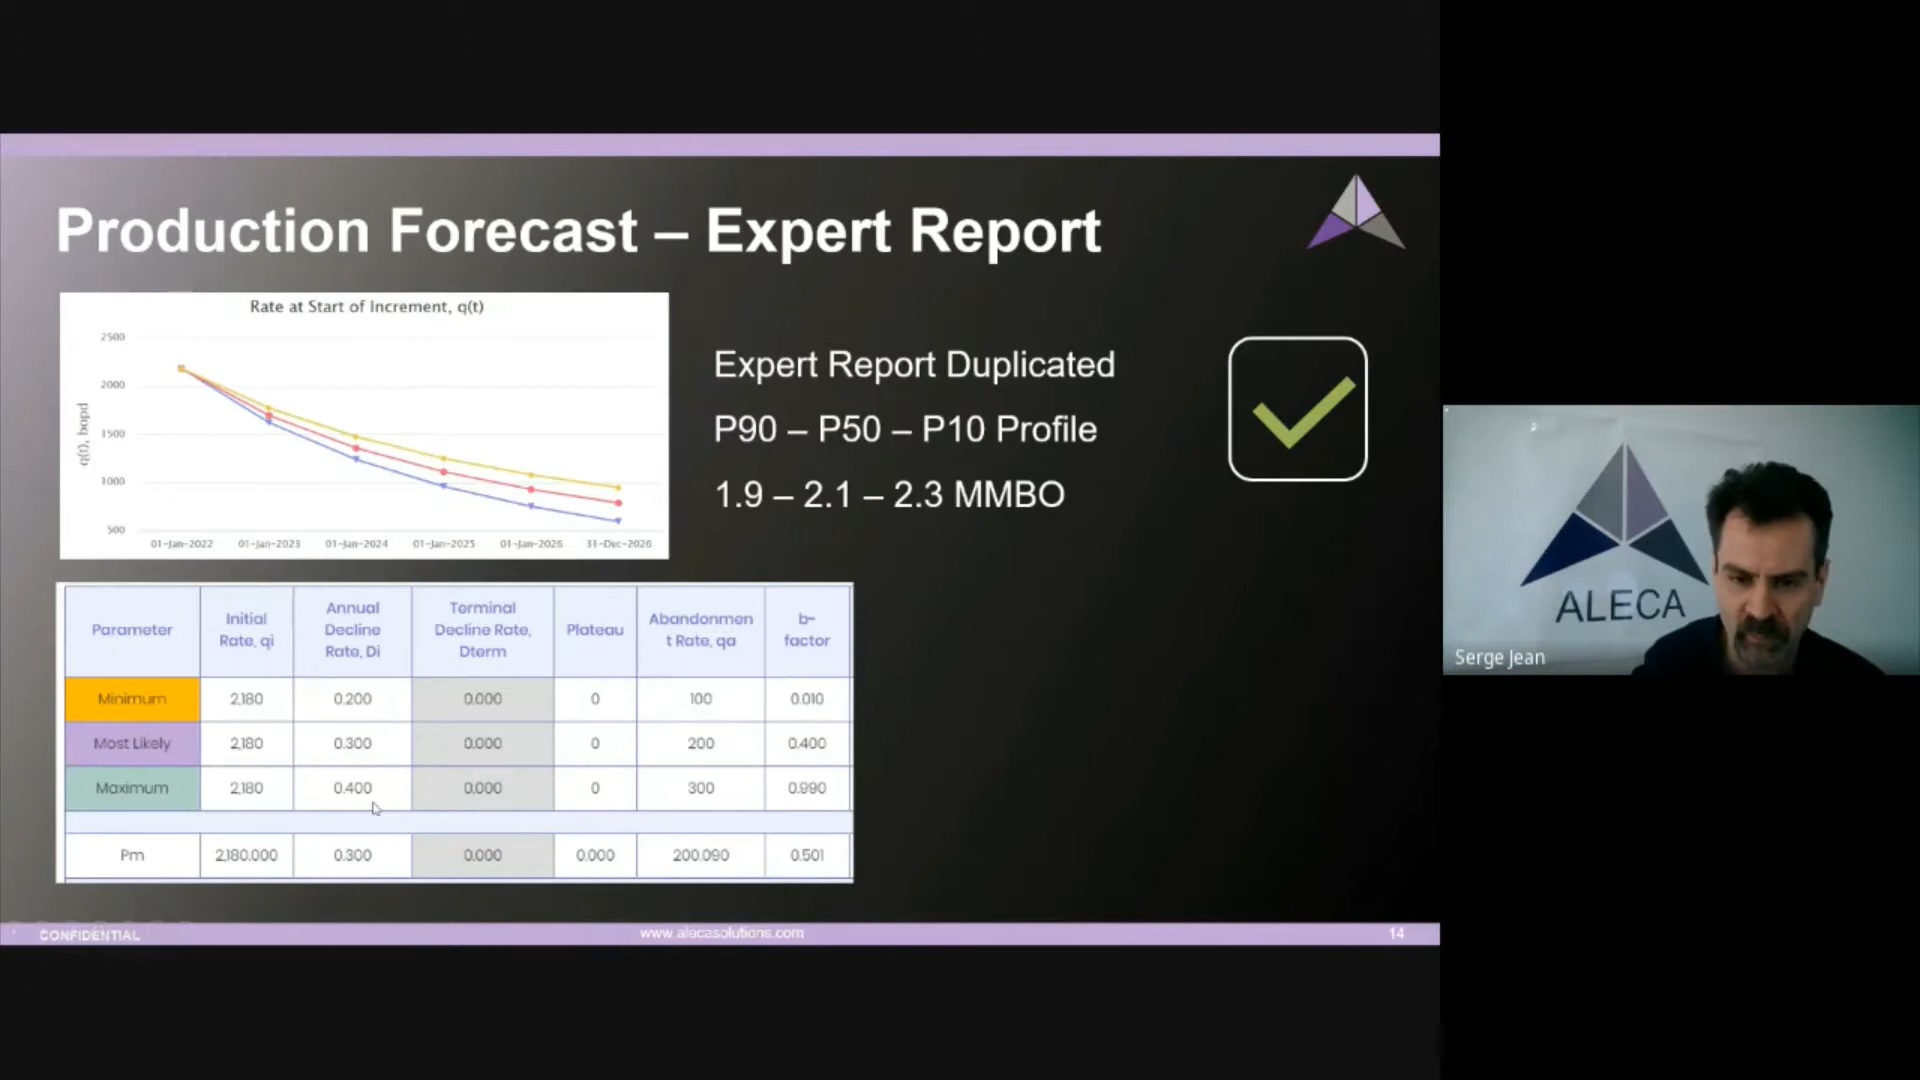 Production Forecast – Expert Report
Rate at Start of Increment, q(t)
q(t), bopd
2500
2000
1500
1000
500
01-Jan-2022 01-Jan-2023 01-Jan-2024 01-Jan-2025 01-Jan-2026 31-Dec-2026
Expert Report Duplicated
P90 – P50 – P10 Profile
1.9 – 2.1 – 2.3 MMBO
Parameter Initial Rate, qi Annual Decline Rate, Di Terminal Decline Rate, Dterm Plateau Abandonmen t Rate, qa b- factor
Minimum 2,180 0.200 0.000 0 100 0.010
Most Likely 2,180 0.300 0.000 0 200 0.400
Maximum 2,180 0.400 0.000 0 300 0.990
Pm 2,180.000 0.300 0.000 0.000 200.090 0.501
CONFIDENTIAL www.alecasolutions.com 14
ALECA
Serge Jean